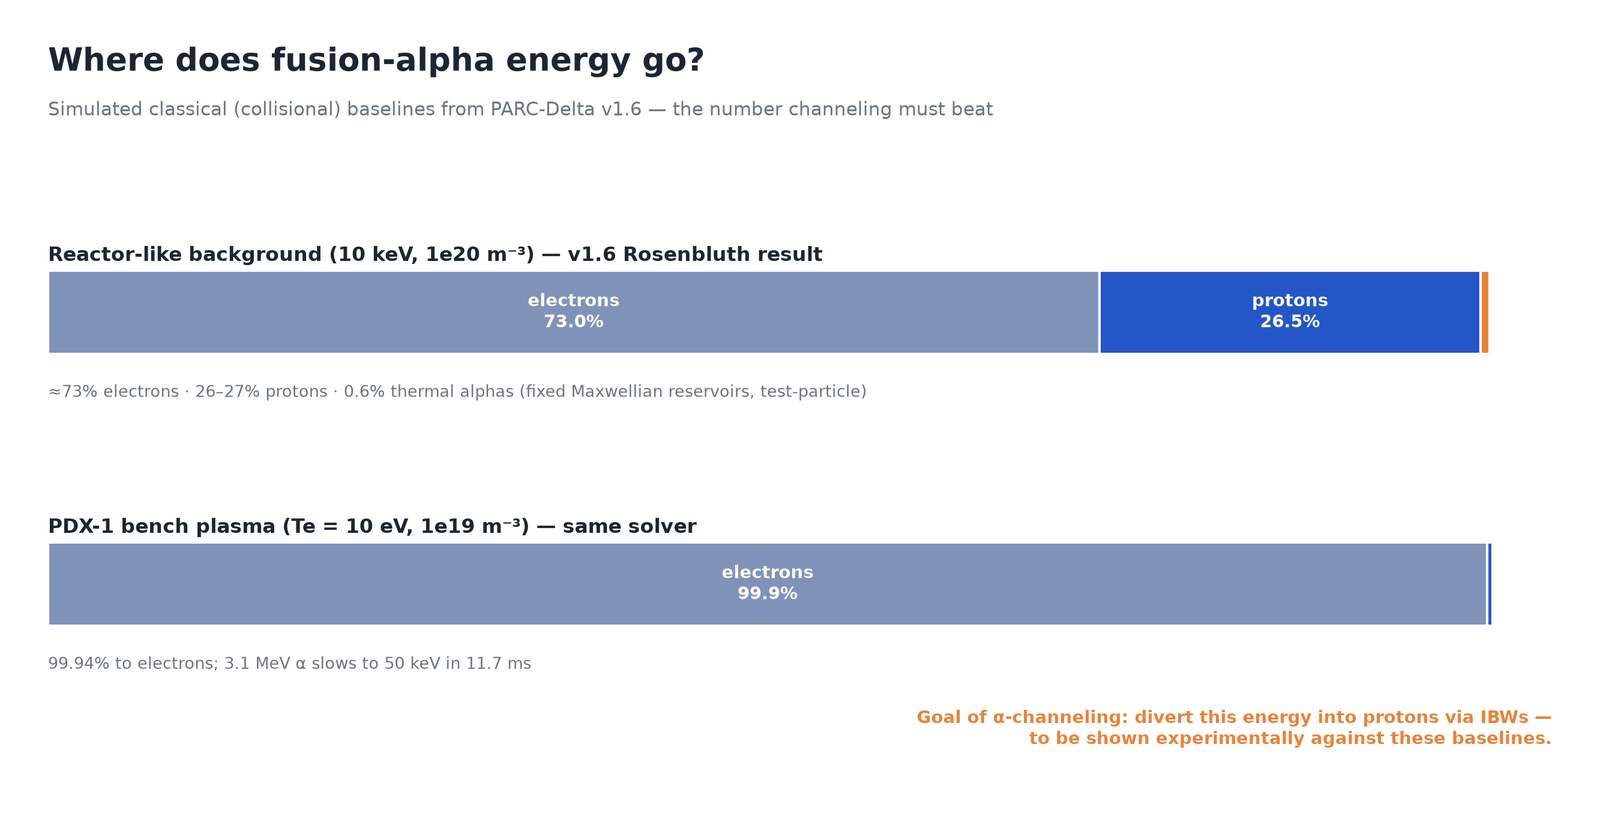 Where does fusion-alpha energy go?
Simulated classical (collisional) baselines from PARC-Delta v1.6 — the number channeling must beat
Reactor-like background (10 keV, 1e20 m⁻³) — v1.6 Rosenbluth result
electrons
73.0%
protons
26.5%
≈73% electrons · 26–27% protons · 0.6% thermal alphas (fixed Maxwellian reservoirs, test-particle)
PDX-1 bench plasma (Te = 10 eV, 1e19 m⁻³) — same solver
electrons
99.9%
99.94% to electrons; 3.1 MeV α slows to 50 keV in 11.7 ms
Goal of α-channeling: divert this energy into protons via IBWs —
to be shown experimentally against these baselines.